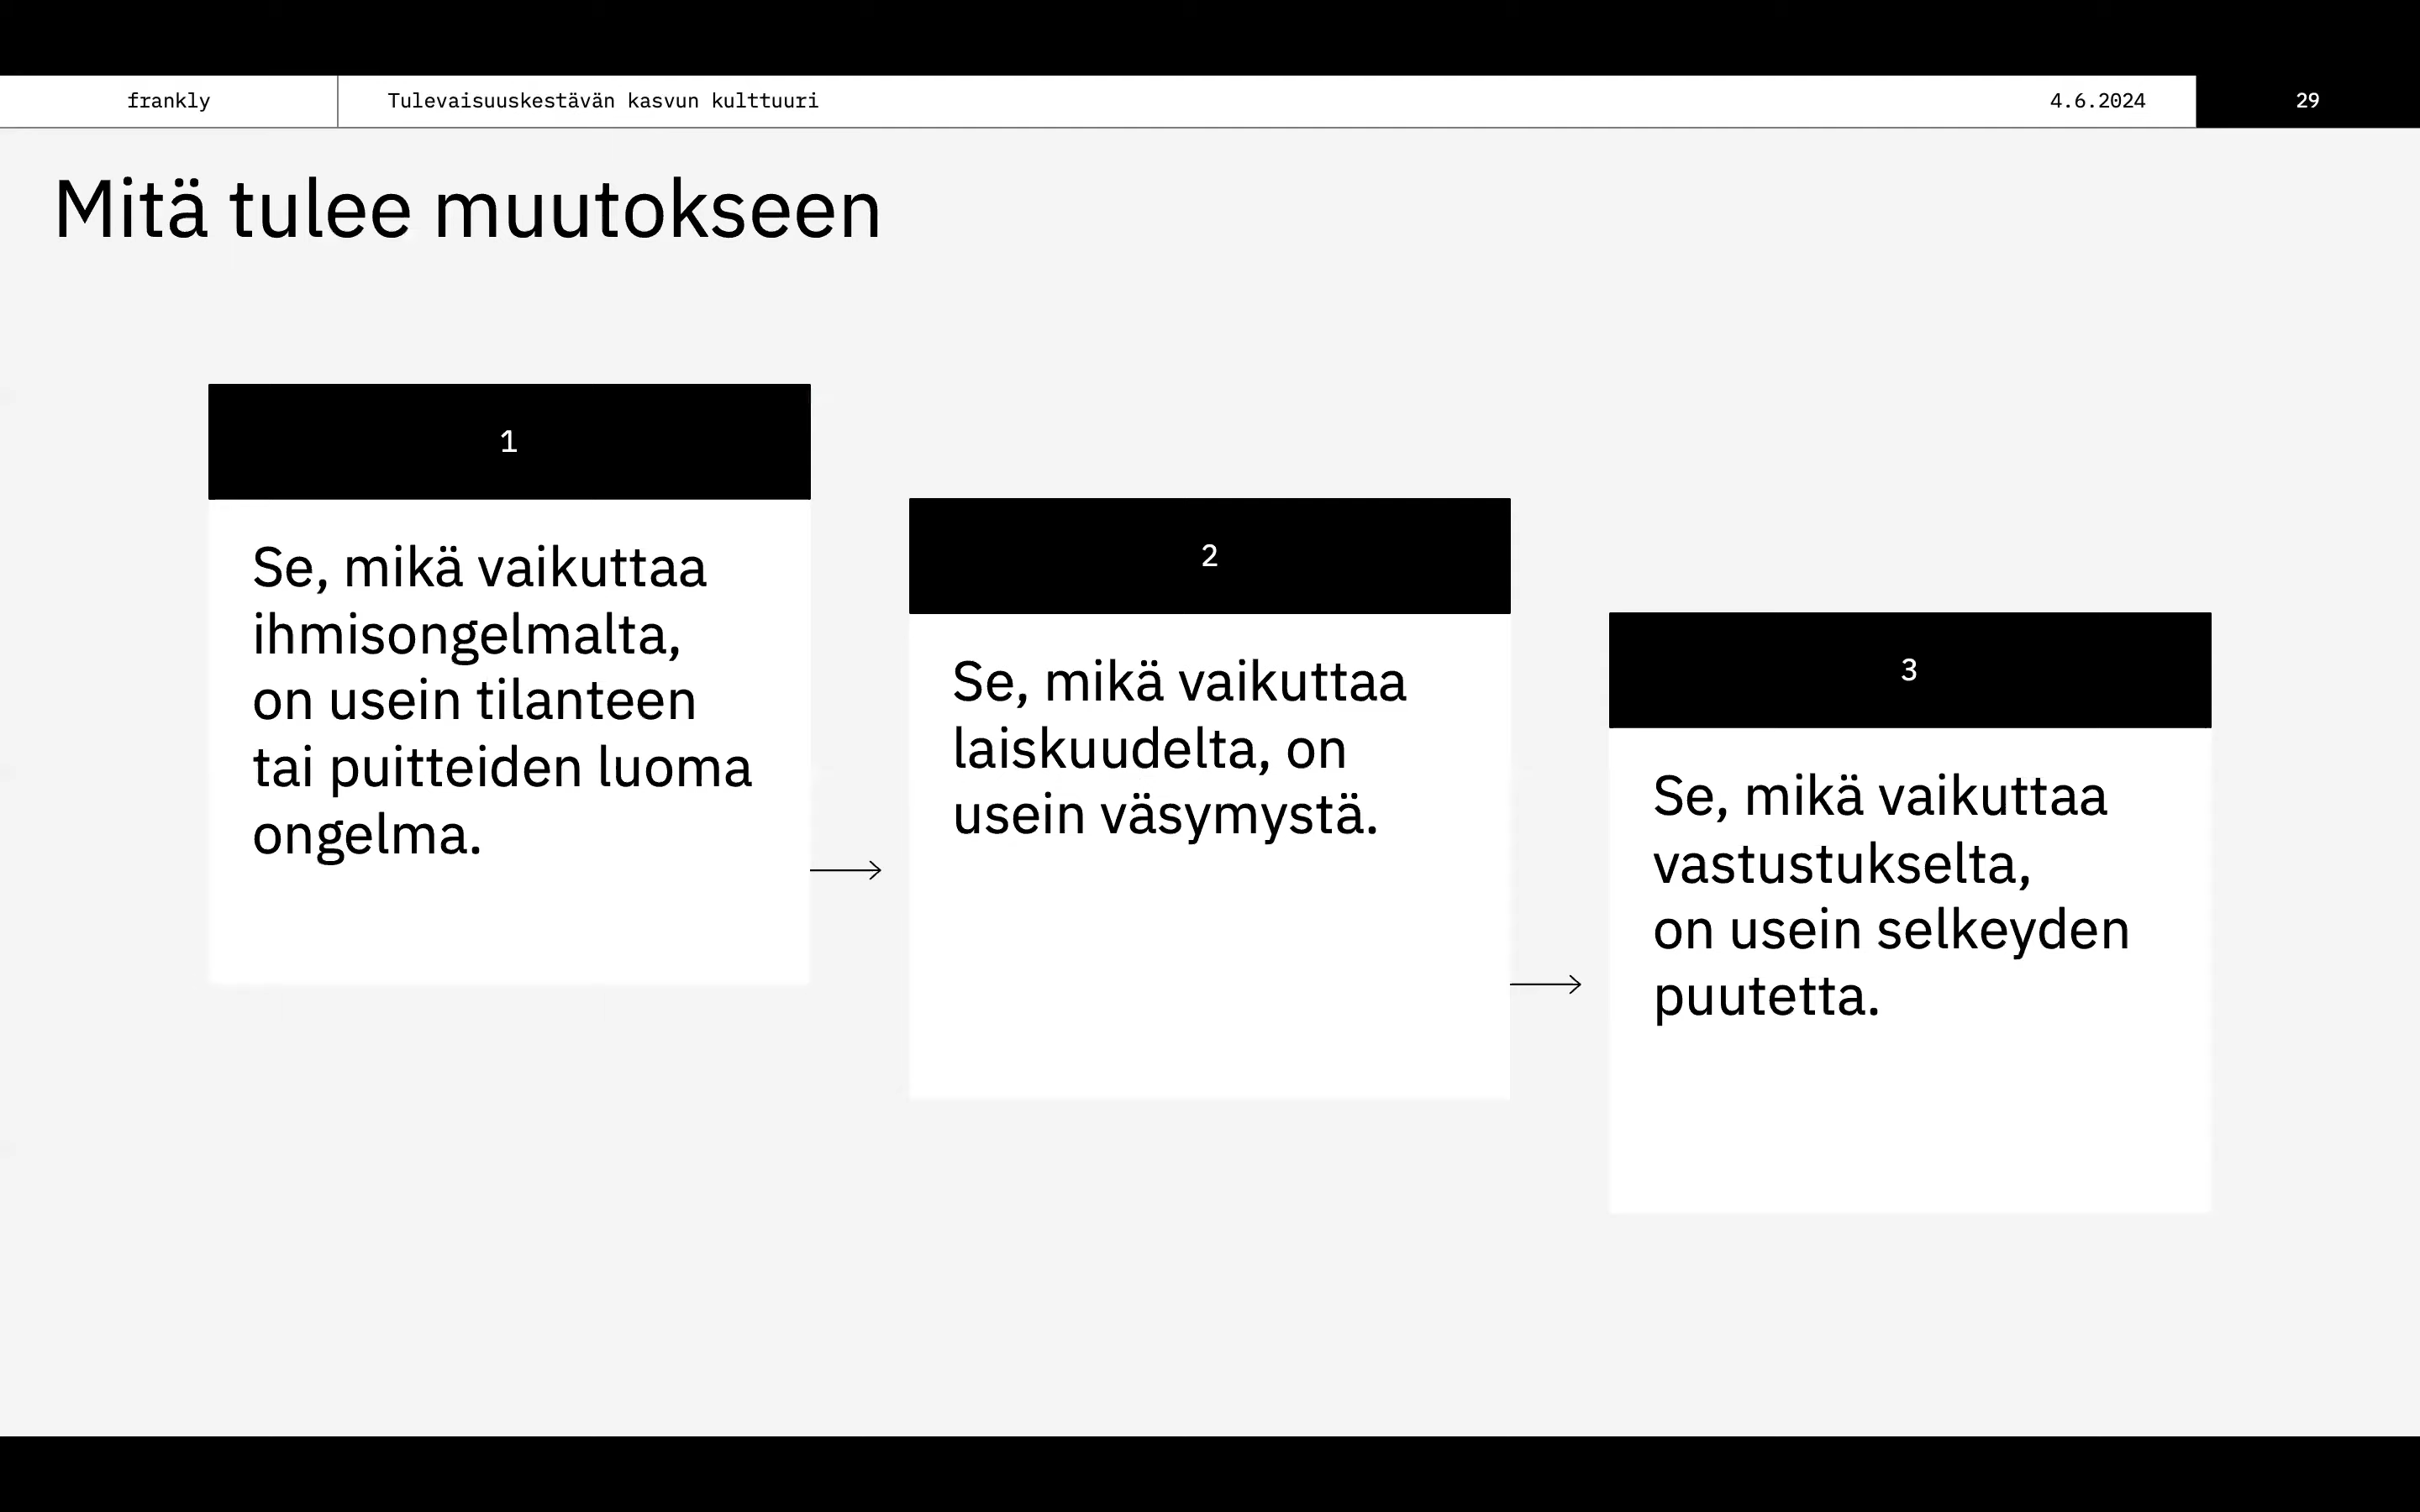 frankly
Tulevaisuuskestävän kasvun kulttuuri
4.6.2024
29
Mitä tulee muutokseen
1
Se, mikä vaikuttaa
ihmisongelmalta,
on usein tilanteen
tai puitteiden luoma
ongelma.
2
Se, mikä vaikuttaa
laiskuudelta, on
usein väsymystä.
3
Se, mikä vaikuttaa
vastustukselta,
on usein selkeyden
puutetta.